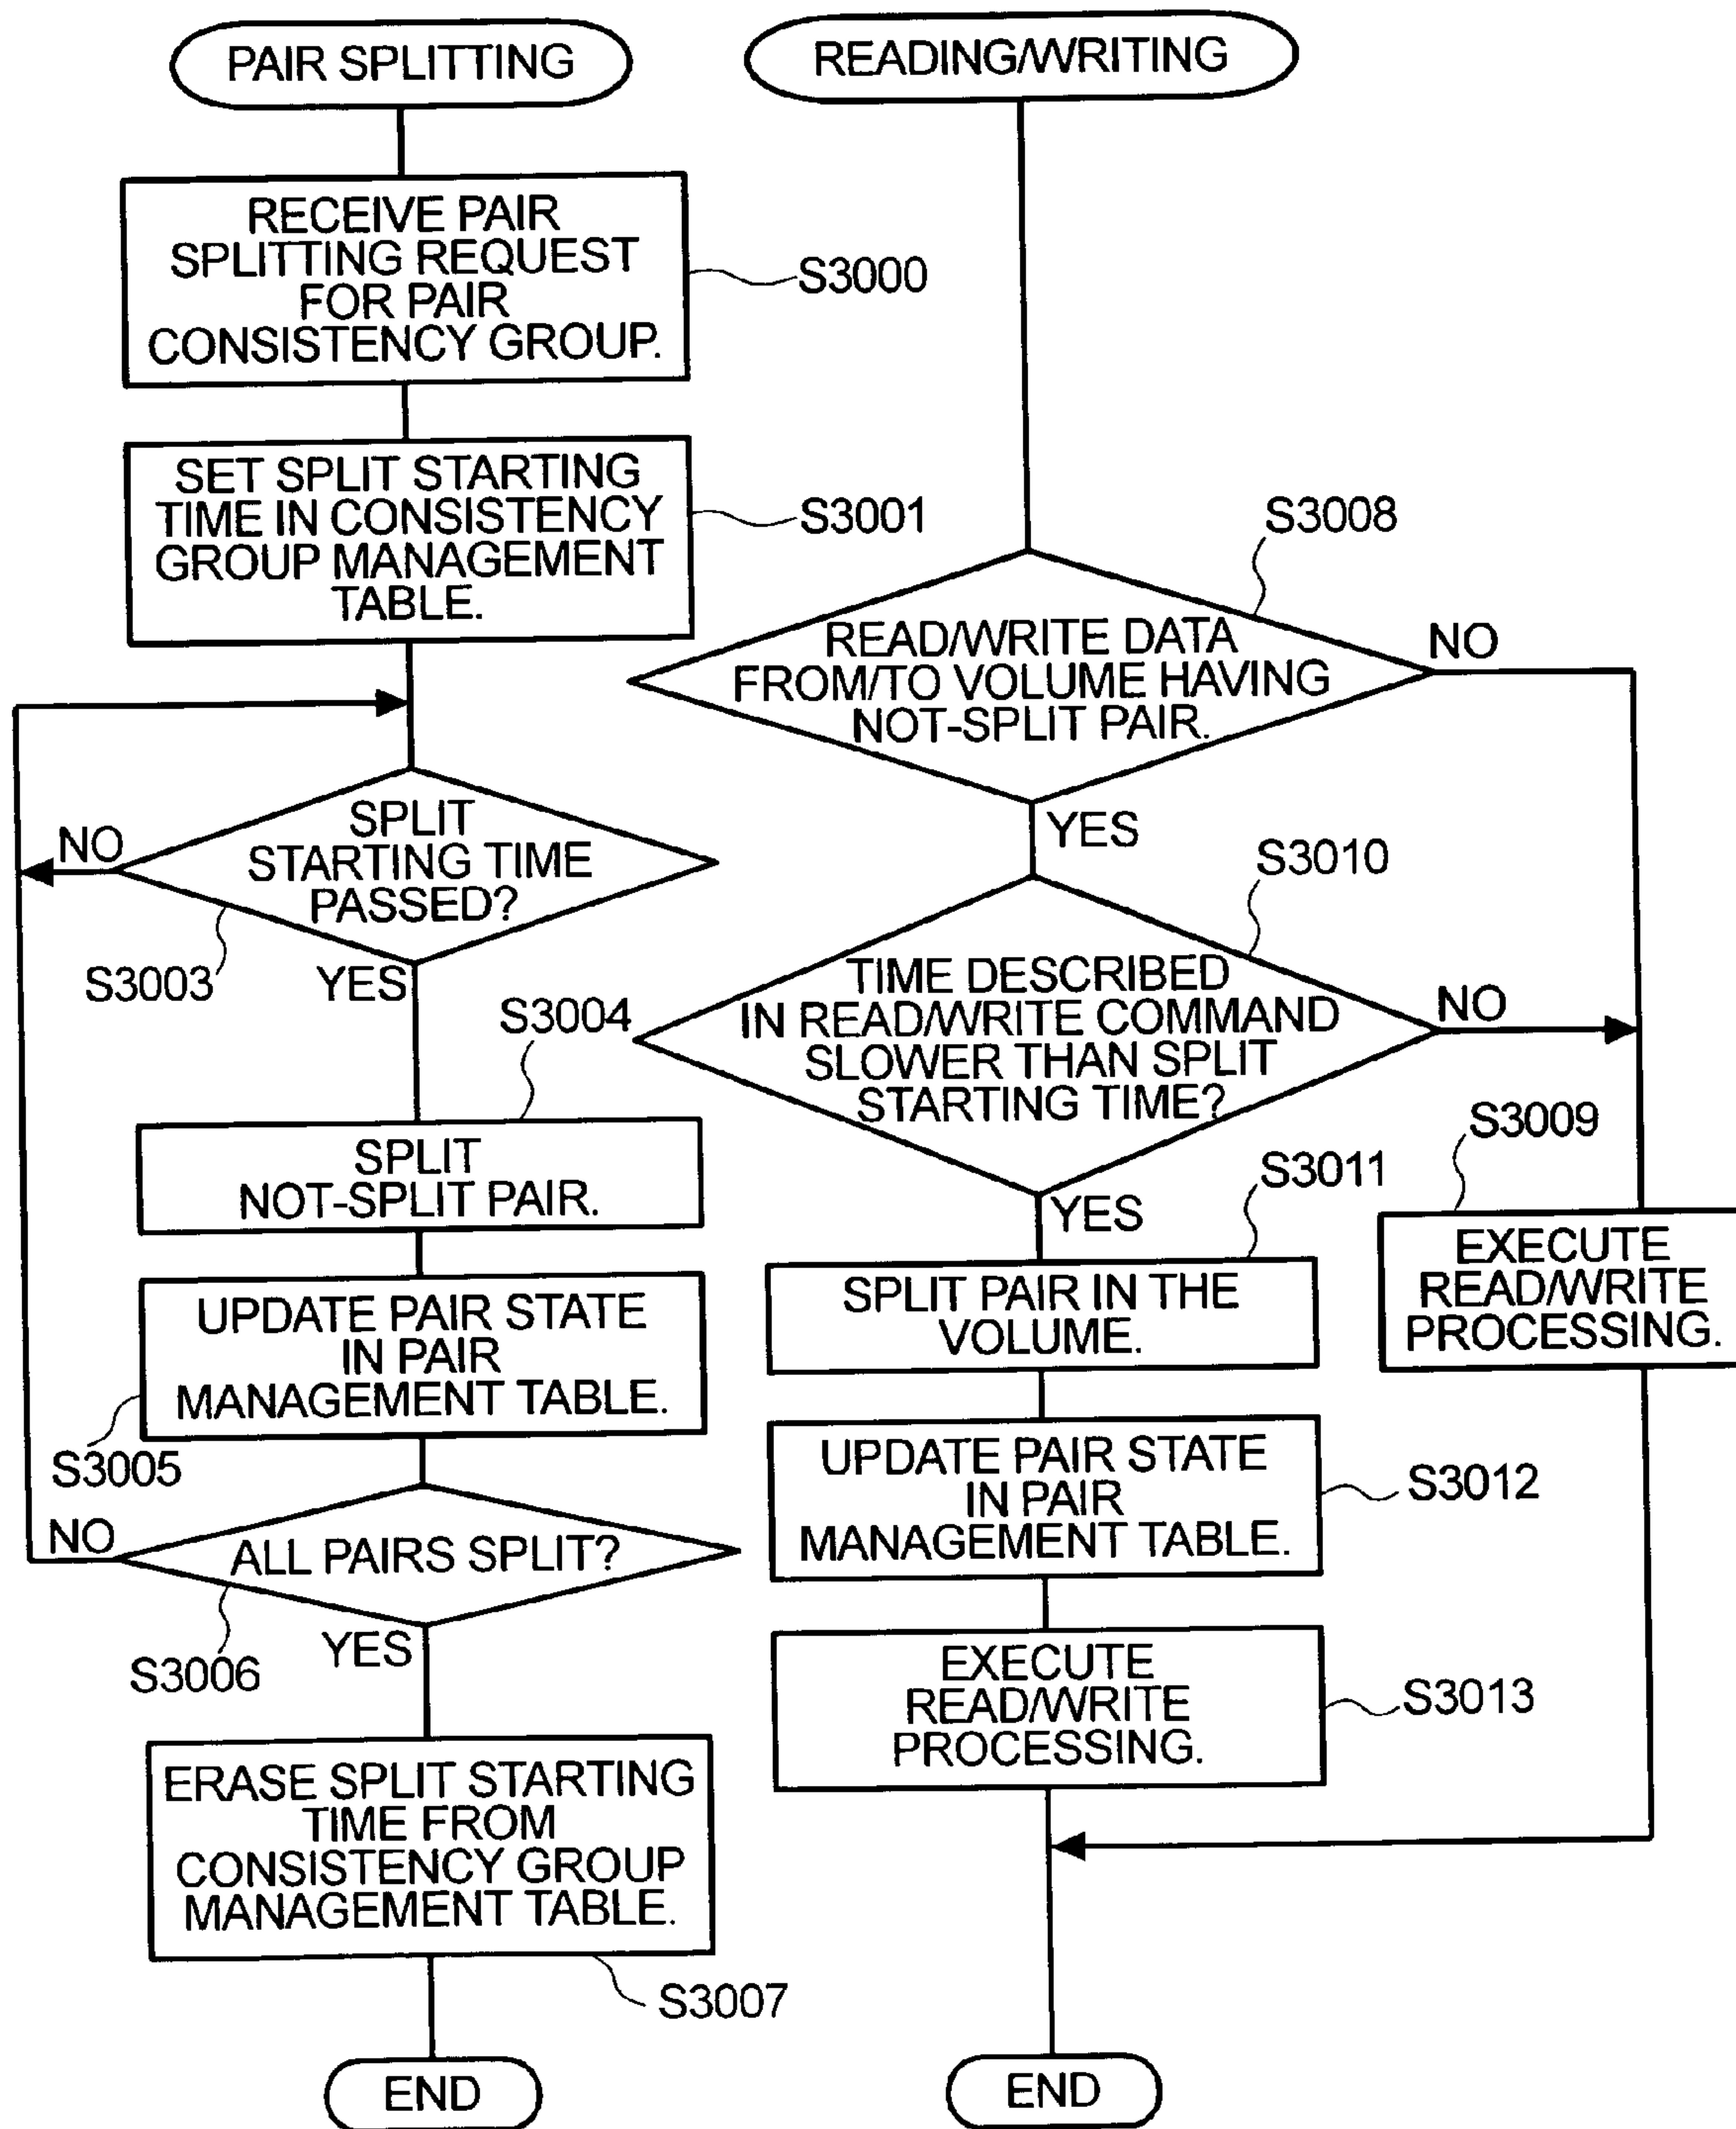 PAIR SPLITTING
RECEIVE PAIR
SPLITTING REQUEST
FOR PAIR
CONSISTENCY GROUP.
S3000
SET SPLIT STARTING
TIME IN CONSISTENCY
GROUP MANAGEMENT
TABLE.
S3001
SPLIT
STARTING TIME
PASSED?
NO
S3003
YES
S3004
SPLIT
NOT-SPLIT PAIR.
UPDATE PAIR STATE
IN PAIR
MANAGEMENT TABLE.
S3005
NO
ALL PAIRS SPLIT?
S3006
YES
ERASE SPLIT STARTING
TIME FROM
CONSISTENCY GROUP
MANAGEMENT TABLE.
S3007
END
READING/WRITING
S3008
READ/WRITE DATA
FROM/TO VOLUME HAVING
NOT-SPLIT PAIR.
NO
YES
S3010
TIME DESCRIBED
IN READ/WRITE COMMAND
SLOWER THAN SPLIT
STARTING TIME?
NO
YES
S3009
EXECUTE
READ/WRITE
PROCESSING.
S3011
SPLIT PAIR IN THE
VOLUME.
UPDATE PAIR STATE
IN PAIR
MANAGEMENT TABLE.
S3012
EXECUTE
READ/WRITE
PROCESSING.
S3013
END